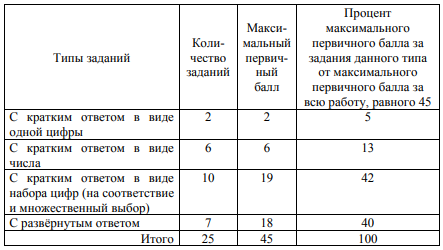 Типы заданий
Коли-
чество
заданий
Макси-
мальный
первич-
ный
балл
Процент
максимального
первичного балла за
задания данного типа
от максимального
первичного балла за
всю работу, равного 45
С кратким ответом в виде
одной цифры
2
2
5
С кратким ответом в виде
числа
6
6
13
С кратким ответом в виде
набора цифр (на соответствие
и множественный выбор)
10
19
42
С развёрнутым ответом
7
18
40
Итого
25
45
100